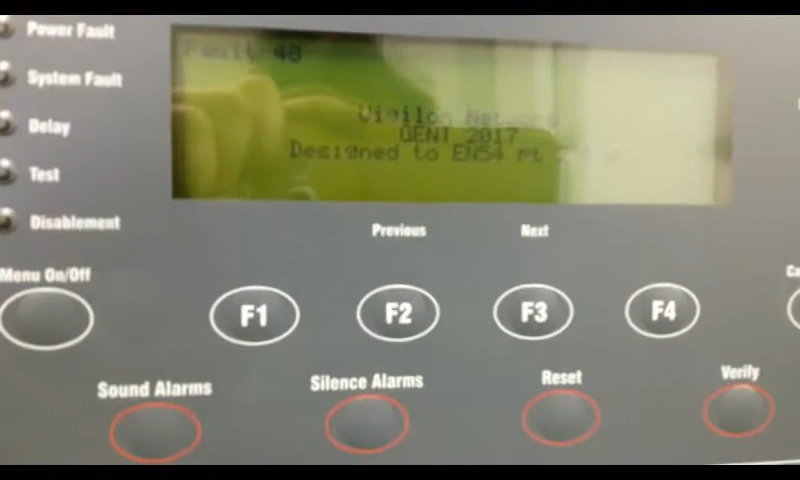 Power Fault
System Fault
Delay
Test
Disablement
Fault 40
Vigilon Network
GENT 2017
Designed to EN54
Previous
Next
Menu On/Off
F1
F2
F3
F4
Sound Alarms
Silence Alarms
Reset
Verify